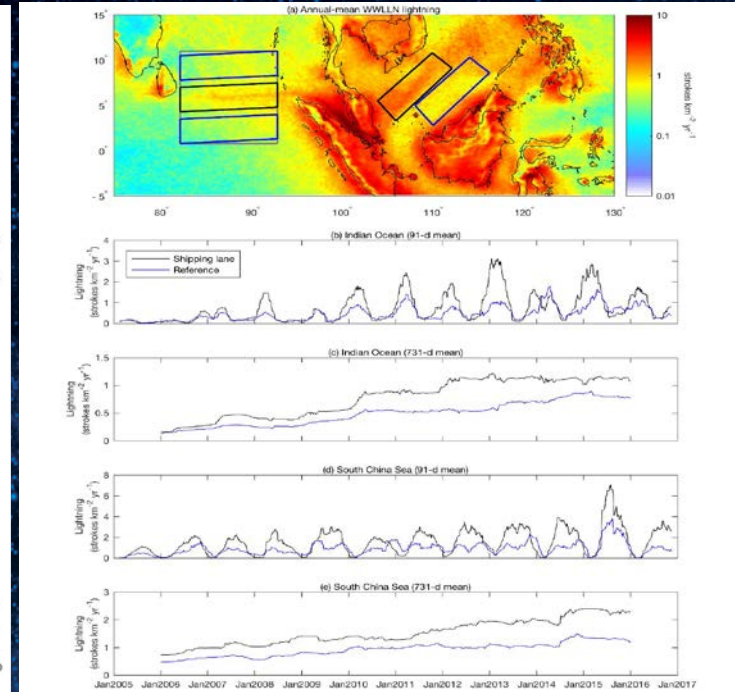 (a) Annual-mean WWLLN lightning
15°
10°
5°
0°
- 5°
80°
90°
100°
110°
120°
130°
10
1
0.1
0.01
strokes km-2 yr-1
(b) Indian Ocean (91-d mean)
Shipping lane
Reference
4
3
2
1
0
Lightning
(strokes km-2 yr-1)
(c) Indian Ocean (731-d mean)
1.5
1
0.5
0
Lightning
(strokes km-2 yr-1)
(d) South China Sea (91-d mean)
8
6
4
2
0
Lightning
(strokes km-2 yr-1)
(e) South China Sea (731-d mean)
3
2
1
0
Lightning
(strokes km-2 yr-1)
Jan2005 Jan2006 Jan2007 Jan2008 Jan2009 Jan2010 Jan2011 Jan2012 Jan2013 Jan2014 Jan2015 Jan2016 Jan2017